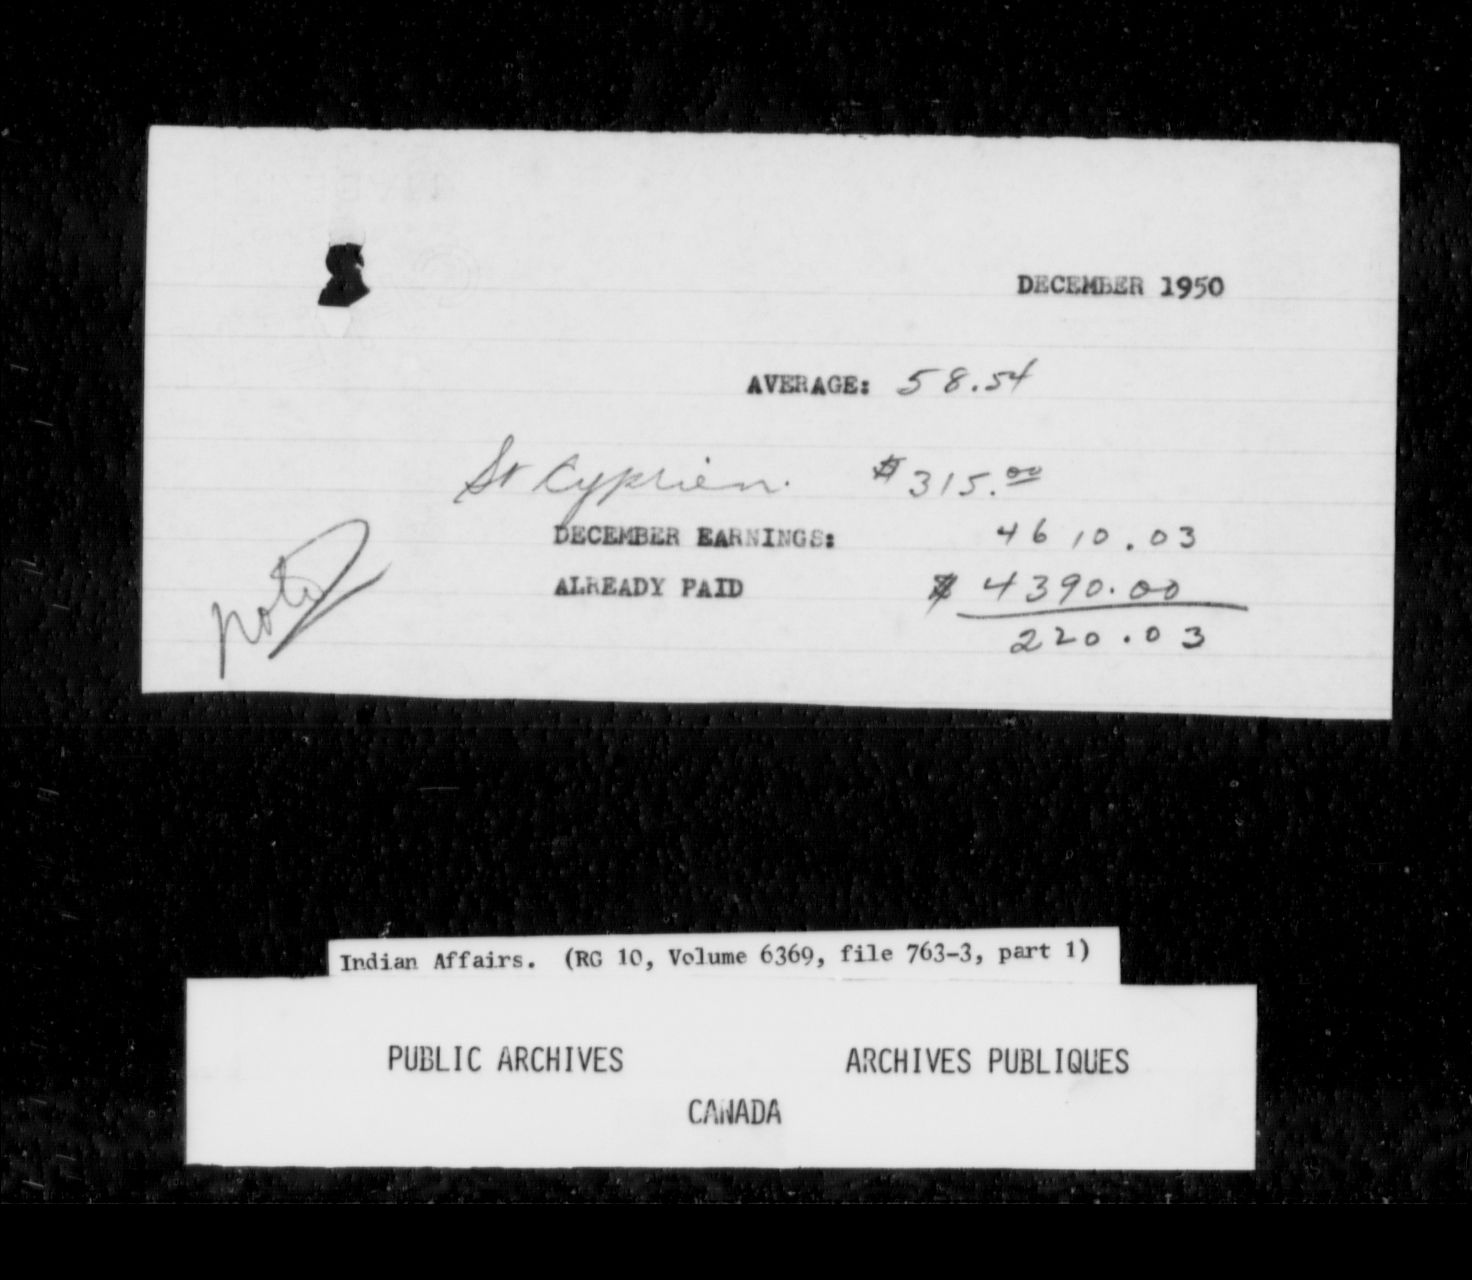 DECEMBER 1950
AVERAGE: 58.54
St Cyprien. $315.00
DECEMBER EARNINGS: 4610.03
ALREADY PAID $ 4390.00
220.03
Indian Affairs. (RG 10, Volume 6369, file 763-3, part 1)
PUBLIC ARCHIVES ARCHIVES PUBLIQUES
CANADA